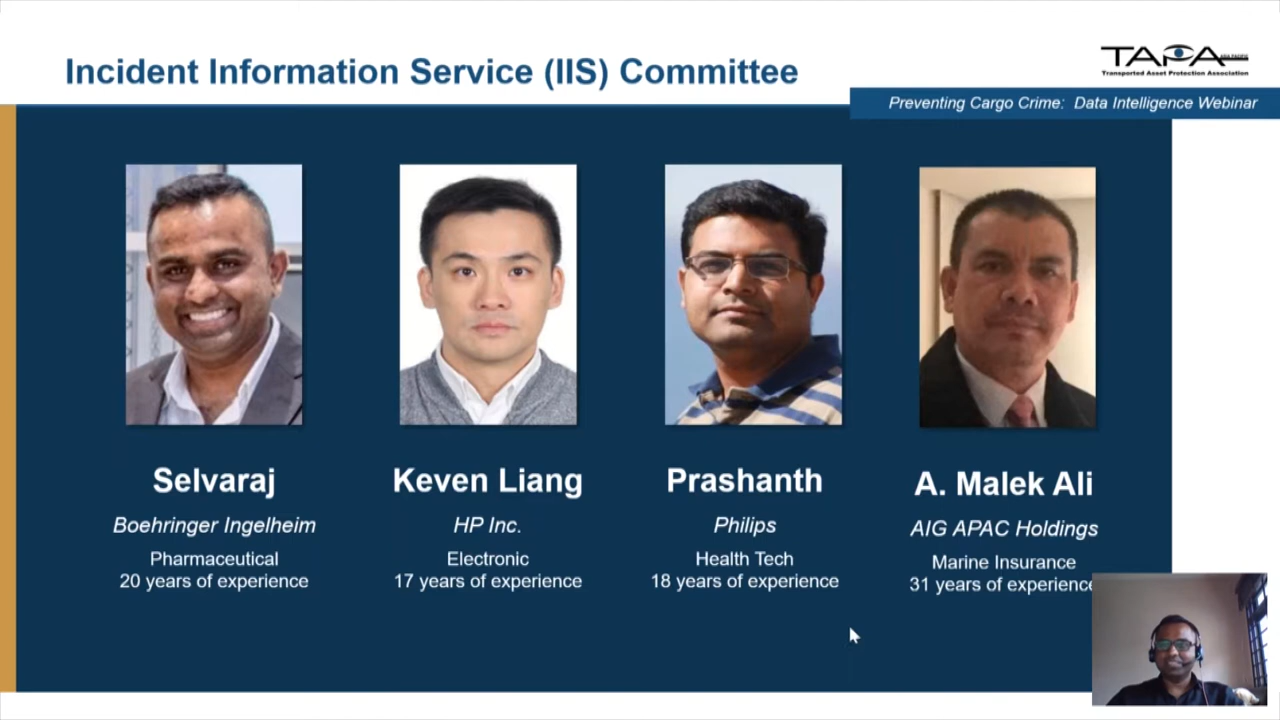 Incident Information Service (IIS) Committee
TAPA
ASIA PACIFIC
Transported Asset Protection Association
Preventing Cargo Crime: Data Intelligence Webinar
Selvaraj
Boehringer Ingelheim
Pharmaceutical
20 years of experience
Keven Liang
HP Inc.
Electronic
17 years of experience
Prashanth
Philips
Health Tech
18 years of experience
A. Malek Ali
AIG APAC Holdings
Marine Insurance
31 years of experience